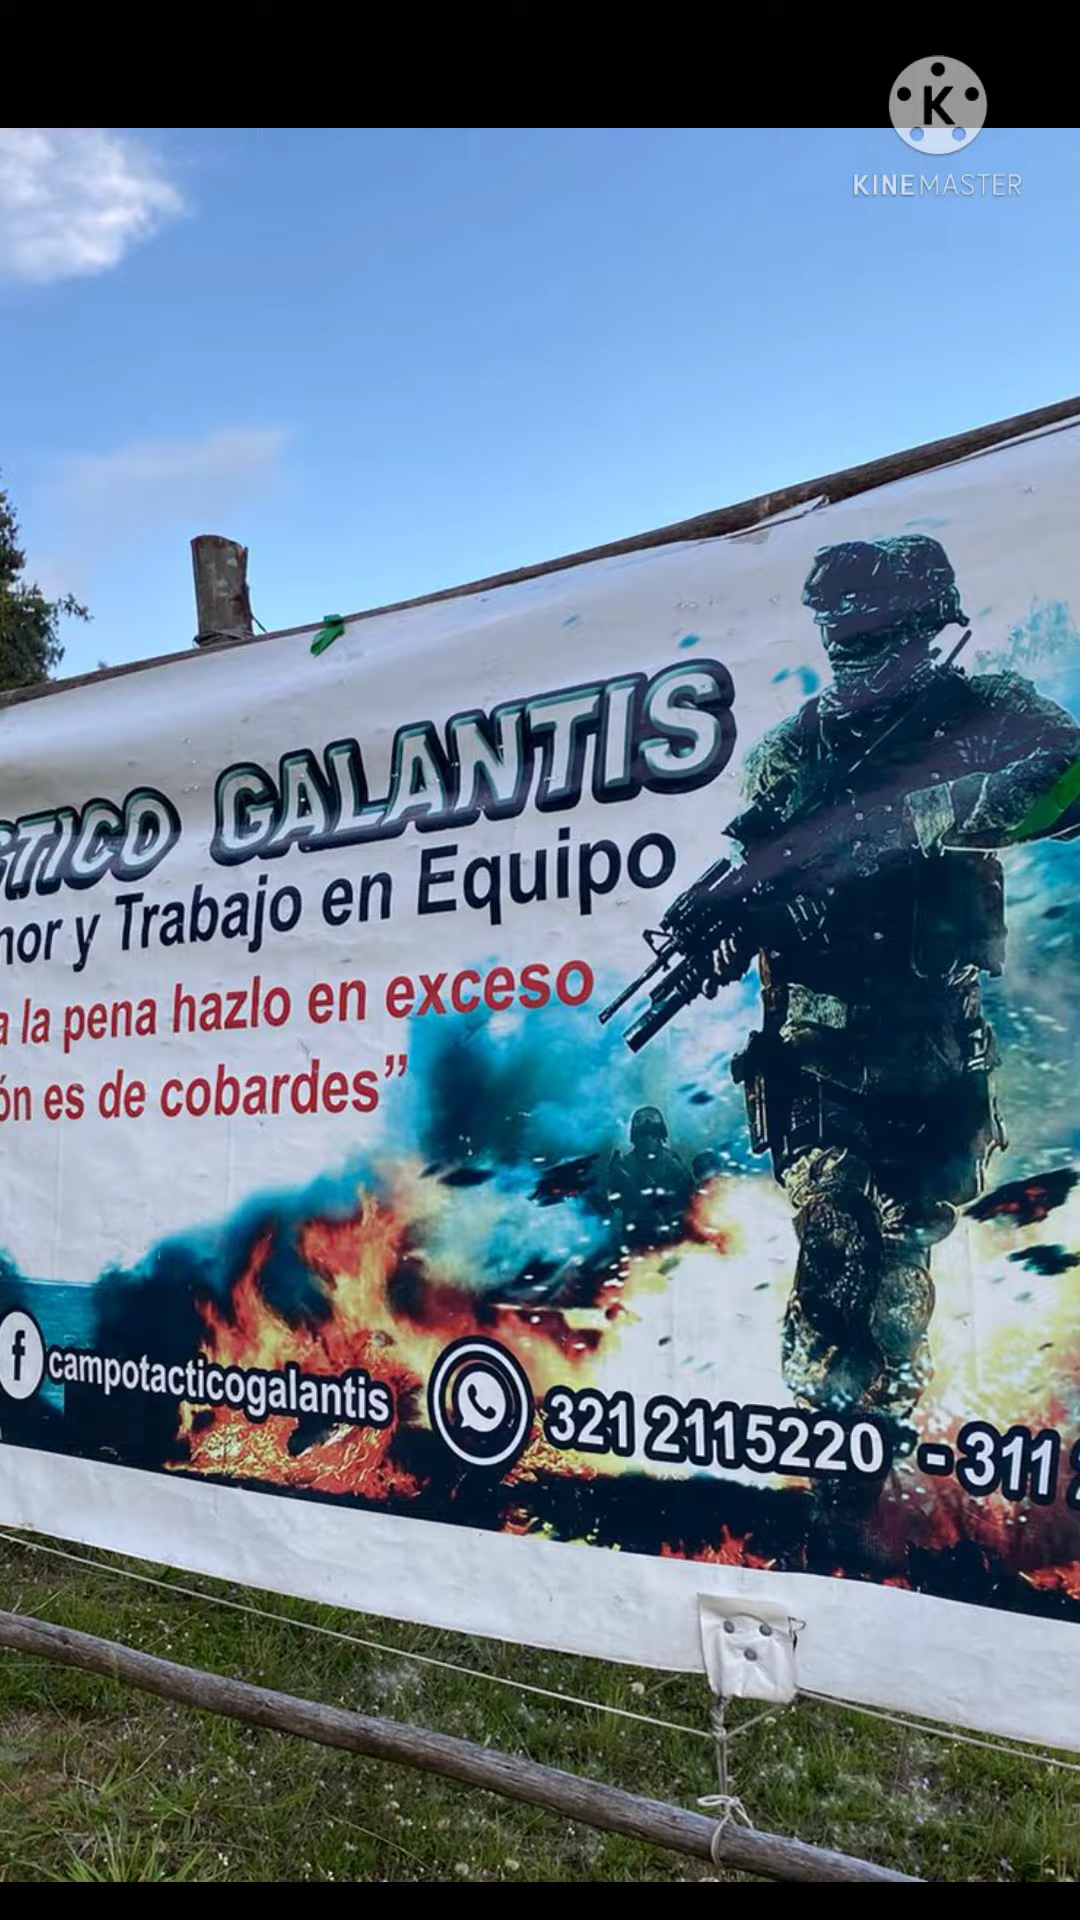 K
KINEMASTER
GALANTIS
y Trabajo en Equipo
la pena hazlo en exceso
es de cobardes”
f campotacticogalantis 321 2115220 - 311